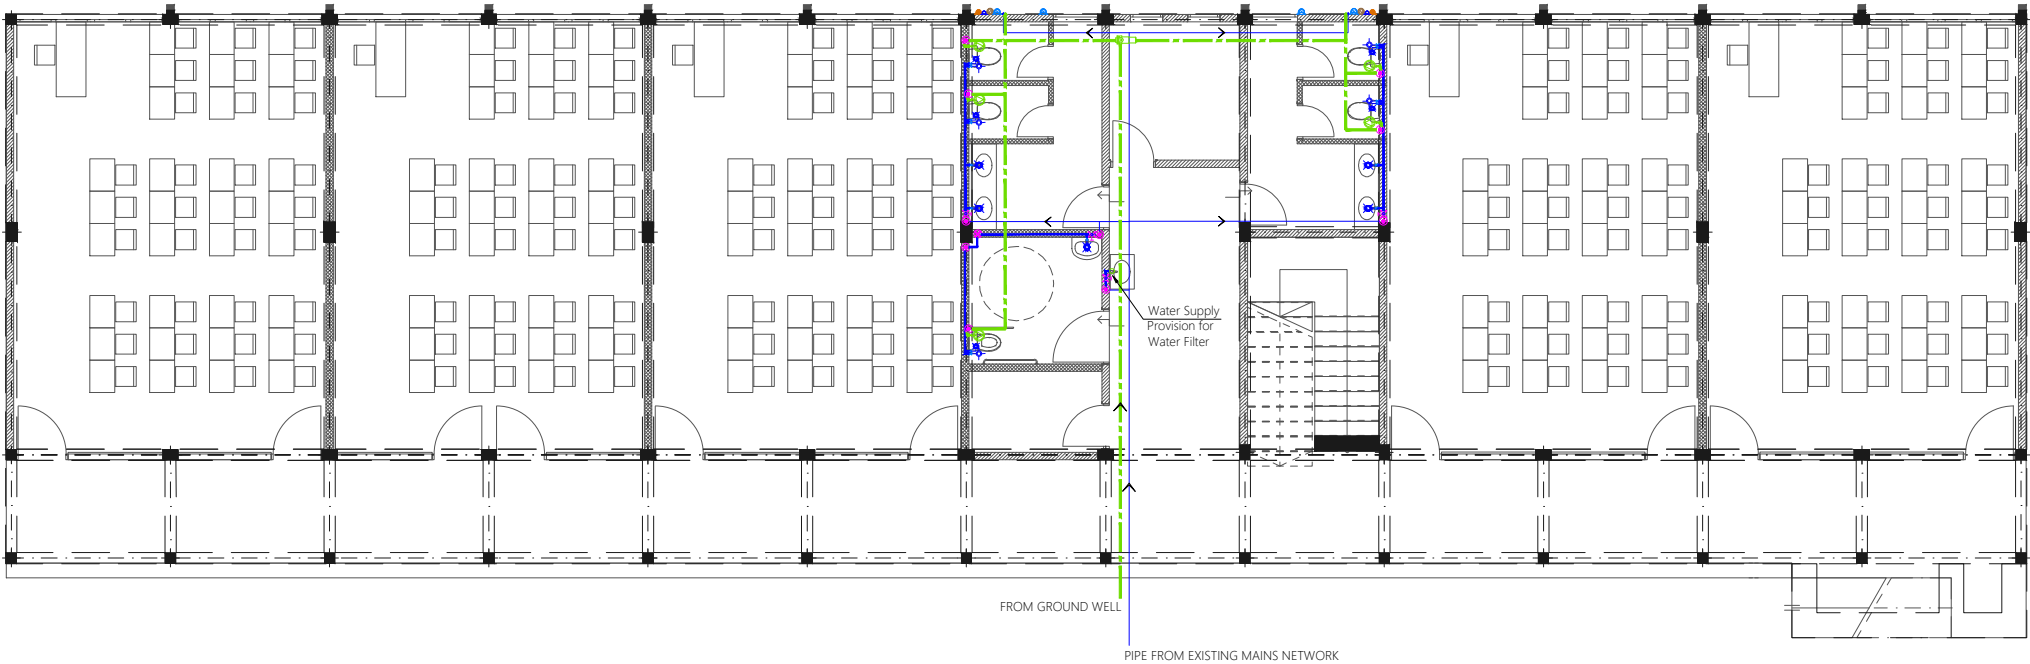 Water Supply
Provision for
Water Filter
FROM GROUND WELL
PIPE FROM EXISTING MAINS NETWORK